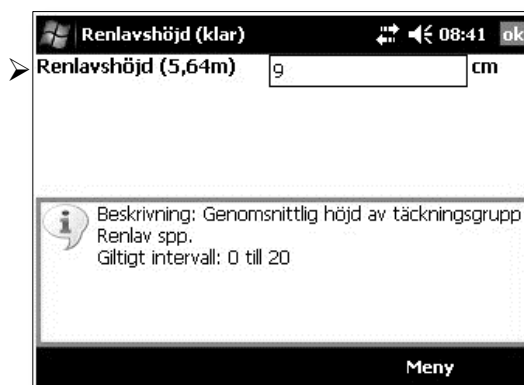 Renlavshöjd (klar) 08:41 ok
Renlavshöjd (5,64m) 9 cm
Beskrivning: Genomsnittlig höjd av täckningsgrupp
Renlav spp.
Giltigt intervall: 0 till 20
Meny